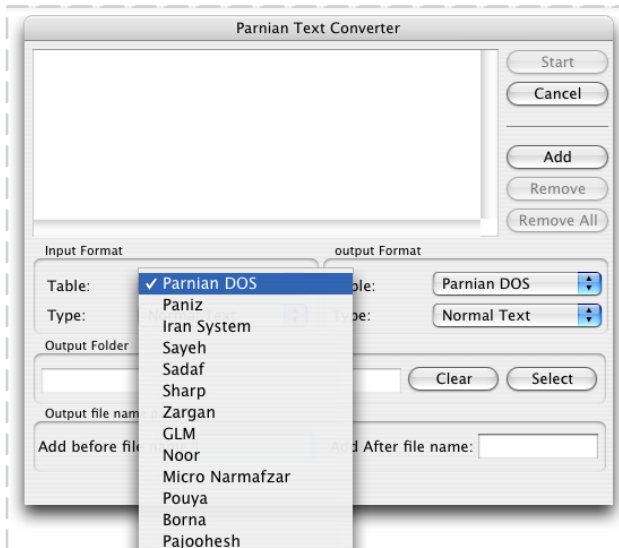 Parnian Text Converter
Start
Cancel
Add
Remove
Remove All
Input Format
output Format
Table:
✓ Parnian DOS
Paniz
Iran System
Sayeh
Sadaf
Sharp
Zargan
GLM
Noor
Micro Narmafzar
Pouya
Borna
Pajoohesh
Parnian DOS
Type:
Normal Text
Output Folder
Clear
Select
Output file nam
Add before file
Add After file name: